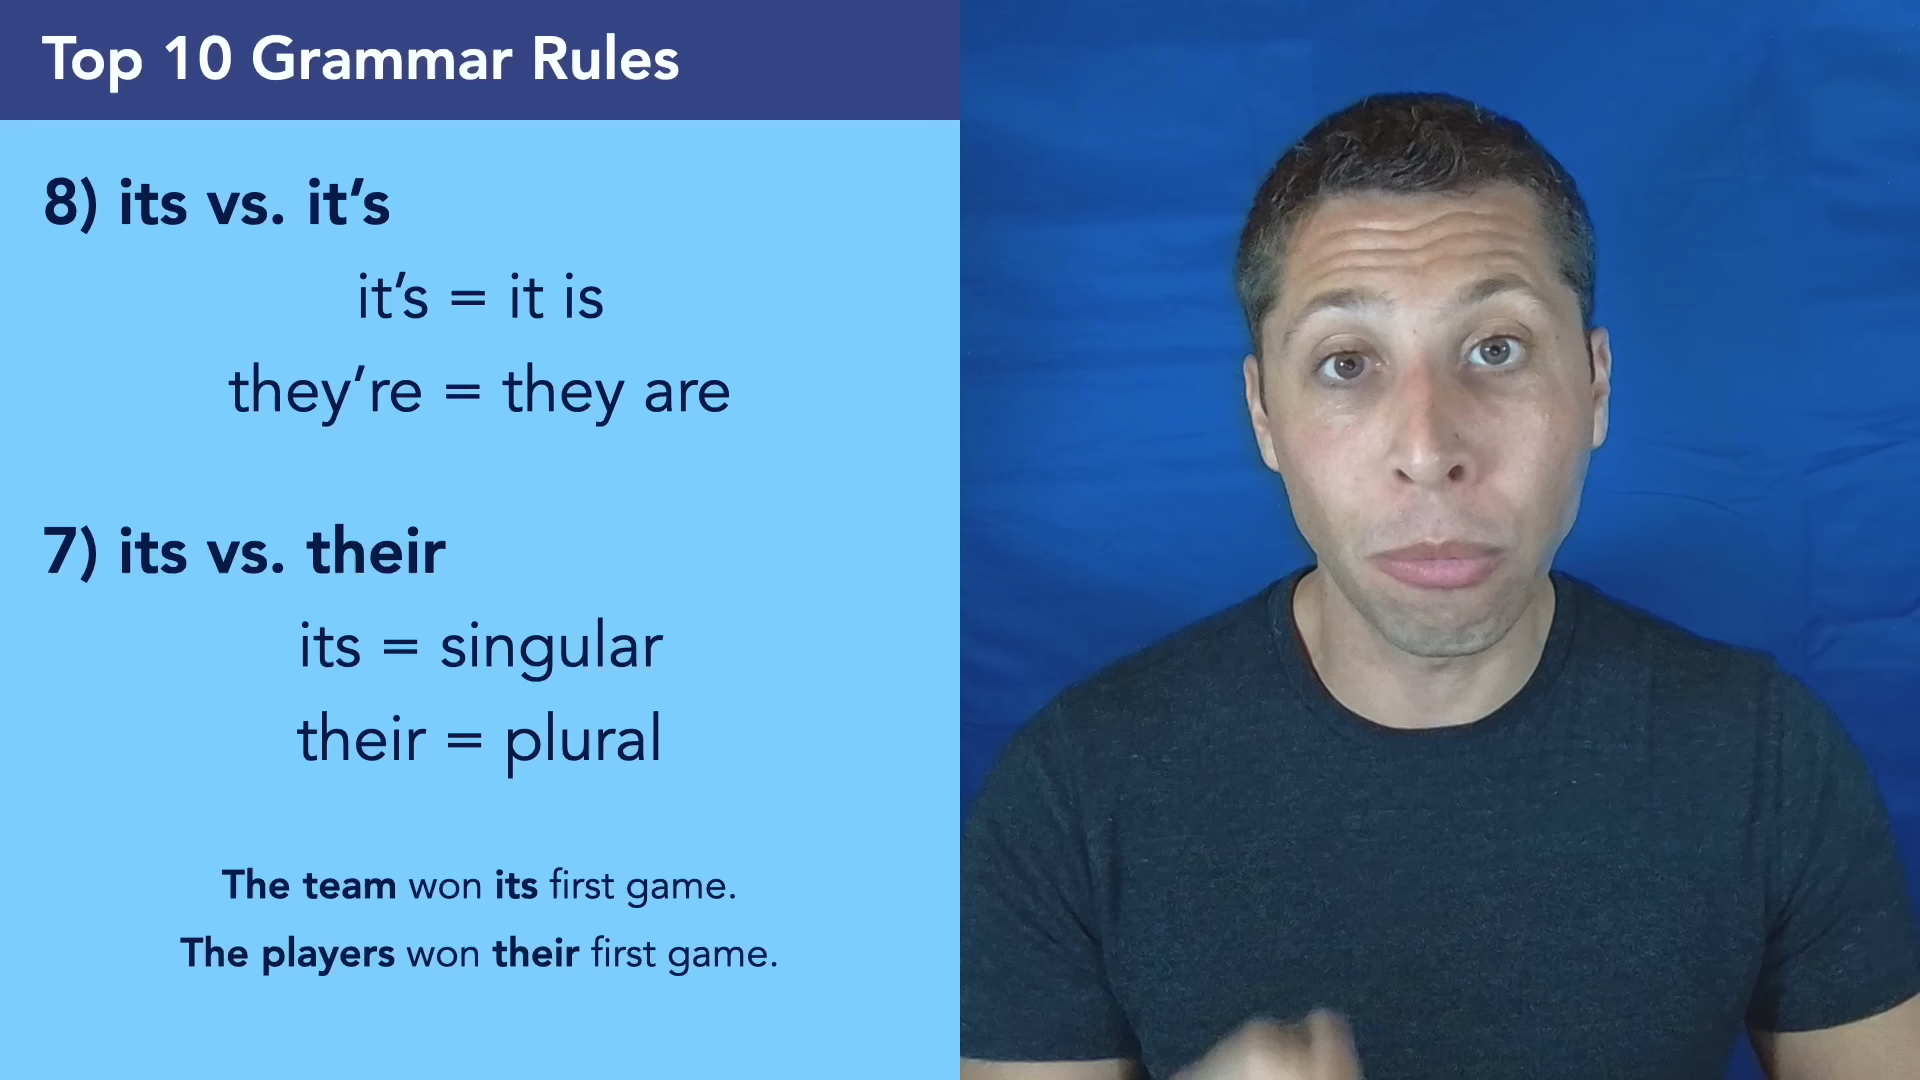 Top 10 Grammar Rules
8) its vs. it’s
it’s = it is
they’re = they are
7) its vs. their
its = singular
their = plural
The team won its first game.
The players won their first game.